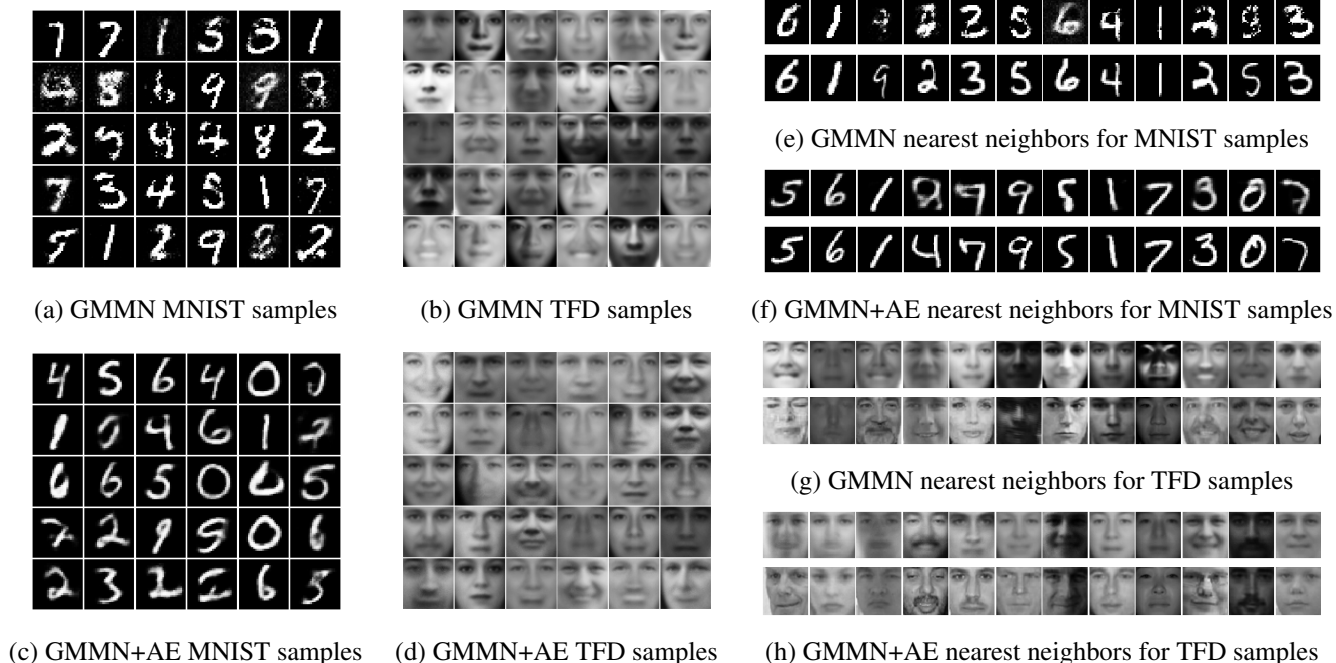 (a) GMMN MNIST samples
(b) GMMN TFD samples
(c) GMMN+AE MNIST samples
(d) GMMN+AE TFD samples
(e) GMMN nearest neighbors for MNIST samples
(f) GMMN+AE nearest neighbors for MNIST samples
(g) GMMN nearest neighbors for TFD samples
(h) GMMN+AE nearest neighbors for TFD samples